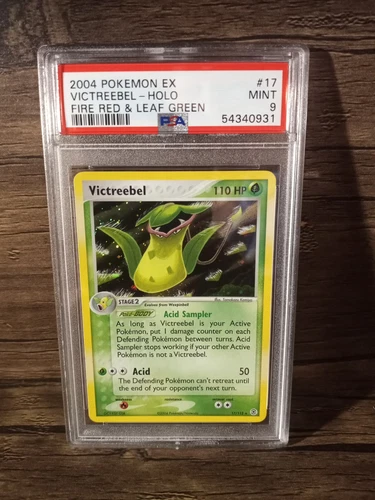 2004 POKEMON EX #17
VICTREEBEL - HOLO MINT
FIRE RED & LEAF GREEN 9
PSA 54340931
Victreebel 110 HP
STAGE 2 Evolves from Weepinbell
Poké-BODY Acid Sampler
As long as Victreebel is your Active
Pokémon, put 1 damage counter on each
Defending Pokémon between turns. Acid
Sampler stops working if your other Active
Pokémon is not a Victreebel.
Acid 50
The Defending Pokémon can't retreat until
the end of your opponent's next turn.